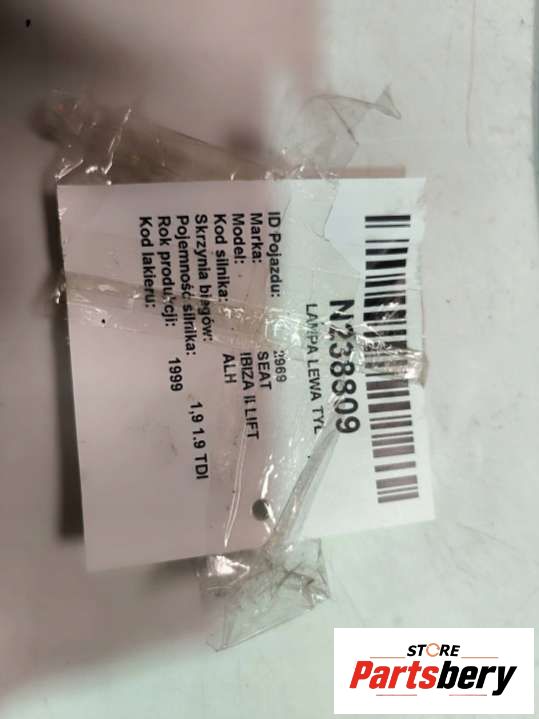 N238809
LAMPA LEWA TYŁ
ID Pojazdu: 2969
Marka: SEAT
Model: IBIZA II LIFT
Kod silnika: ALH
Skrzynia biegów:
Pojemność silnika: 1,9 1.9 TDI
Rok produkcji: 1999
Kod lakieru:
STORE
Partsbery